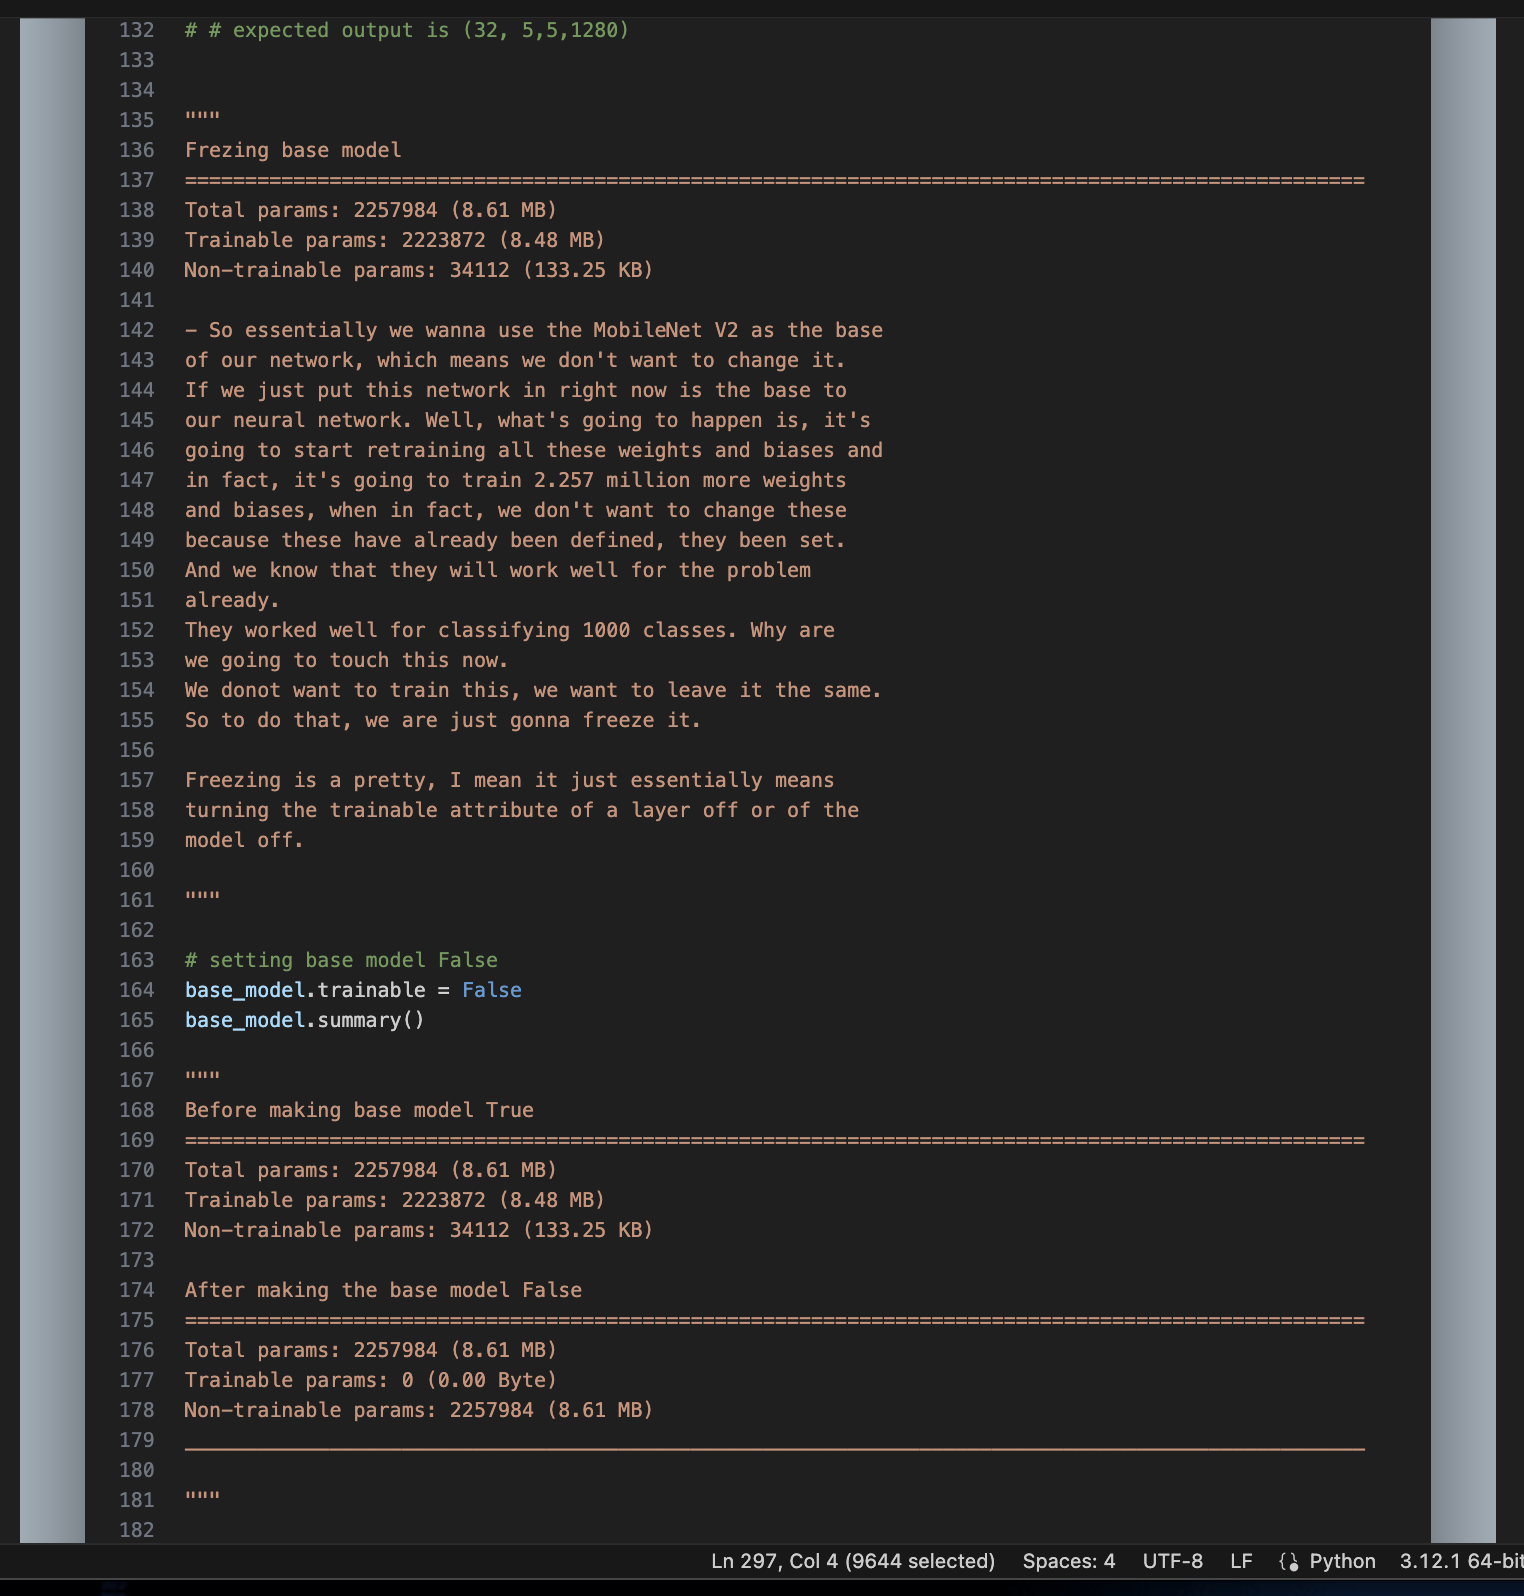 132 # # expected output is (32, 5,5,1280)
133
134
135 """
136 Frezing base model
137 ==================================================================================================
138 Total params: 2257984 (8.61 MB)
139 Trainable params: 2223872 (8.48 MB)
140 Non-trainable params: 34112 (133.25 KB)
141
142 - So essentially we wanna use the MobileNet V2 as the base
143 of our network, which means we don't want to change it.
144 If we just put this network in right now is the base to
145 our neural network. Well, what's going to happen is, it's
146 going to start retraining all these weights and biases and
147 in fact, it's going to train 2.257 million more weights
148 and biases, when in fact, we don't want to change these
149 because these have already been defined, they been set.
150 And we know that they will work well for the problem
151 already.
152 They worked well for classifying 1000 classes. Why are
153 we going to touch this now.
154 We donot want to train this, we want to leave it the same.
155 So to do that, we are just gonna freeze it.
156
157 Freezing is a pretty, I mean it just essentially means
158 turning the trainable attribute of a layer off or of the
159 model off.
160
161 """
162
163 # setting base model False
164 base_model.trainable = False
165 base_model.summary()
166
167 """
168 Before making base model True
169 ==================================================================================================
170 Total params: 2257984 (8.61 MB)
171 Trainable params: 2223872 (8.48 MB)
172 Non-trainable params: 34112 (133.25 KB)
173
174 After making the base model False
175 ==================================================================================================
176 Total params: 2257984 (8.61 MB)
177 Trainable params: 0 (0.00 Byte)
178 Non-trainable params: 2257984 (8.61 MB)
179 __________________________________________________________________________________________________
180
181 """
182
Ln 297, Col 4 (9644 selected) Spaces: 4 UTF-8 LF Python 3.12.1 64-bit